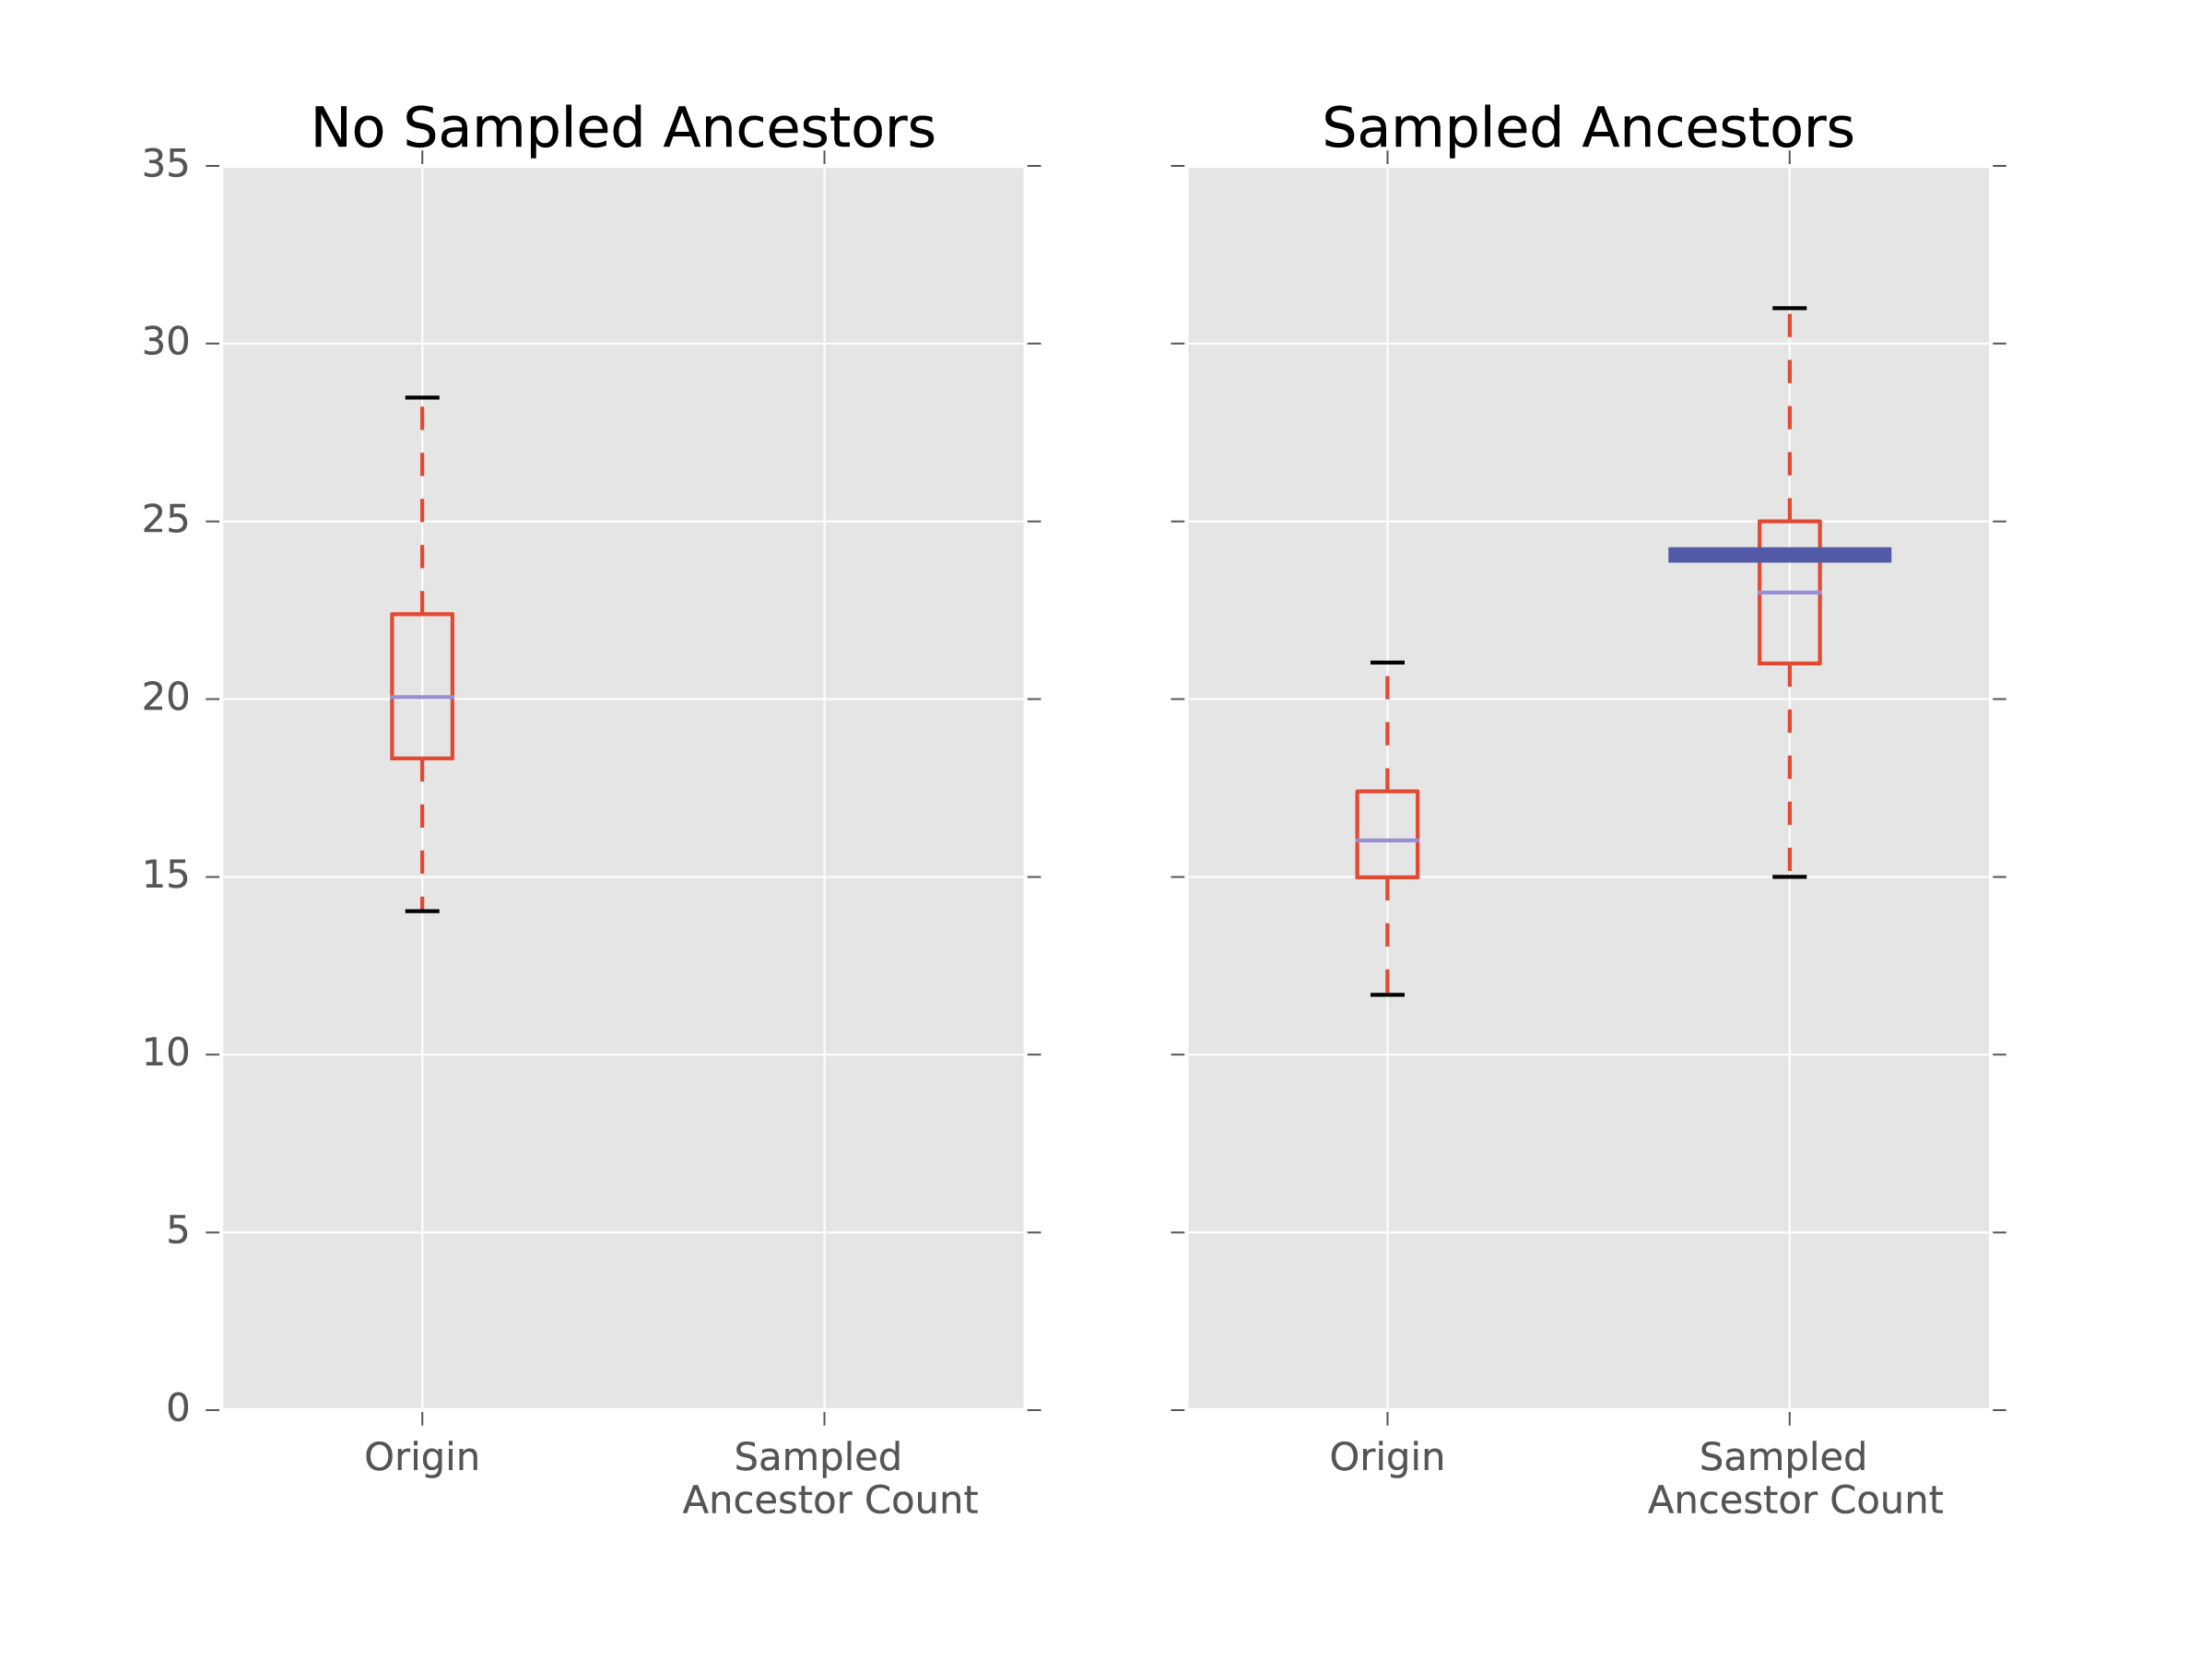 No Sampled Ancestors
Sampled Ancestors
35
30
25
20
15
10
5
0
Origin
Sampled
Ancestor Count
Origin
Sampled
Ancestor Count